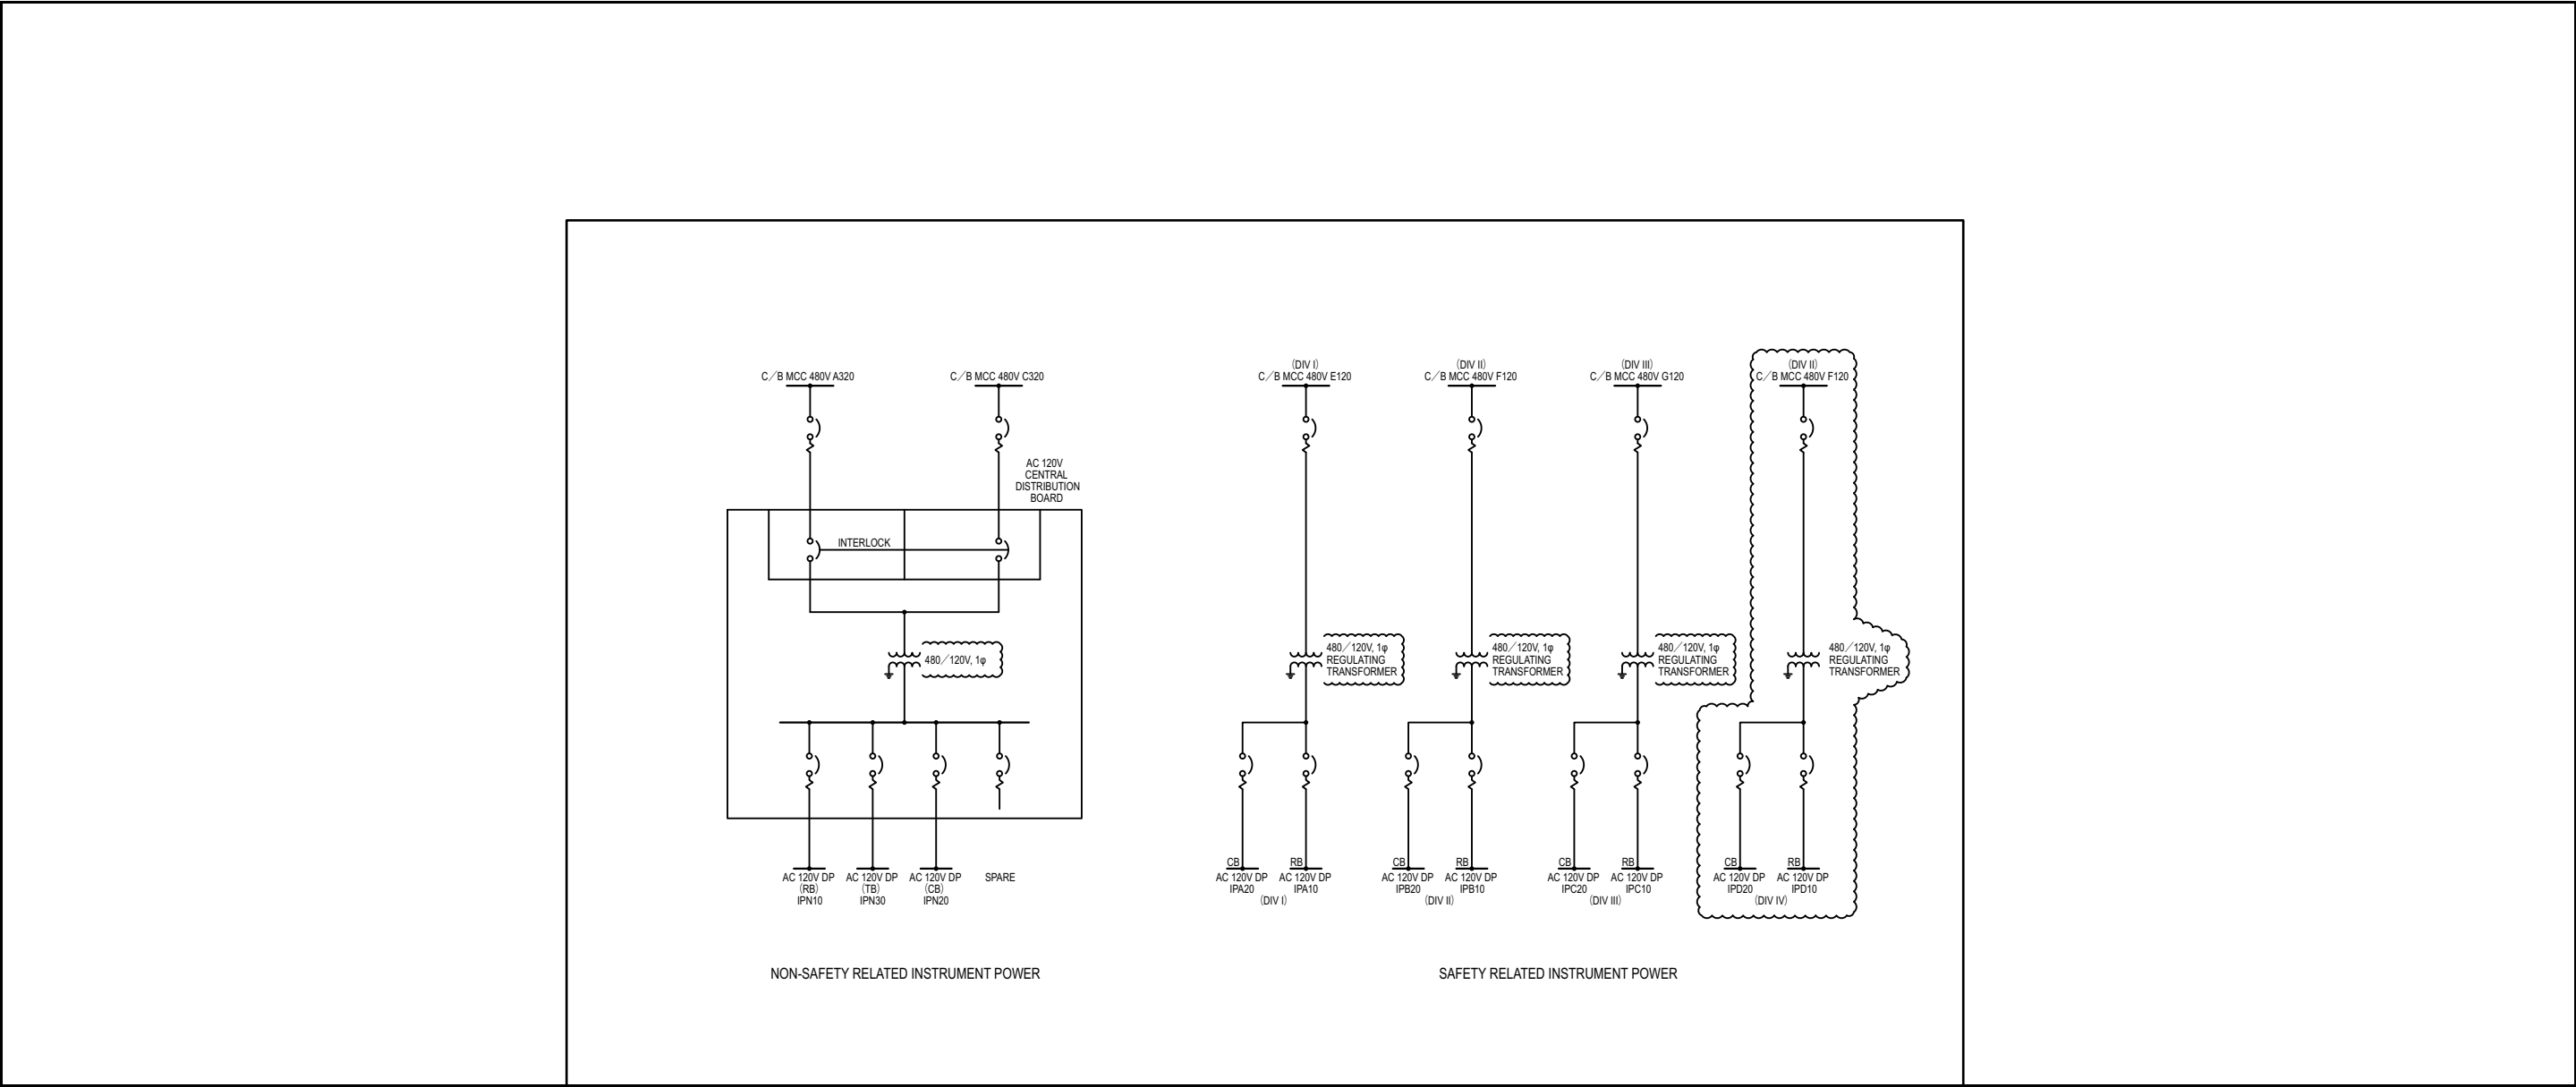 C／B MCC 480V A320
C／B MCC 480V C320
AC 120V
CENTRAL
DISTRIBUTION
BOARD
INTERLOCK
480／120V, 1φ
AC 120V DP
(RB)
IPN10
AC 120V DP
(TB)
IPN30
AC 120V DP
(CB)
IPN20
SPARE
NON-SAFETY RELATED INSTRUMENT POWER
(DIV I)
C／B MCC 480V E120
480／120V, 1φ
REGULATING
TRANSFORMER
CB
AC 120V DP
IPA20
RB
AC 120V DP
IPA10
(DIV I)
(DIV II)
C／B MCC 480V F120
480／120V, 1φ
REGULATING
TRANSFORMER
CB
AC 120V DP
IPB20
RB
AC 120V DP
IPB10
(DIV II)
(DIV III)
C／B MCC 480V G120
480／120V, 1φ
REGULATING
TRANSFORMER
CB
AC 120V DP
IPC20
RB
AC 120V DP
IPC10
(DIV III)
(DIV II)
C／B MCC 480V F120
480／120V, 1φ
REGULATING
TRANSFORMER
CB
AC 120V DP
IPD20
RB
AC 120V DP
IPD10
(DIV IV)
SAFETY RELATED INSTRUMENT POWER